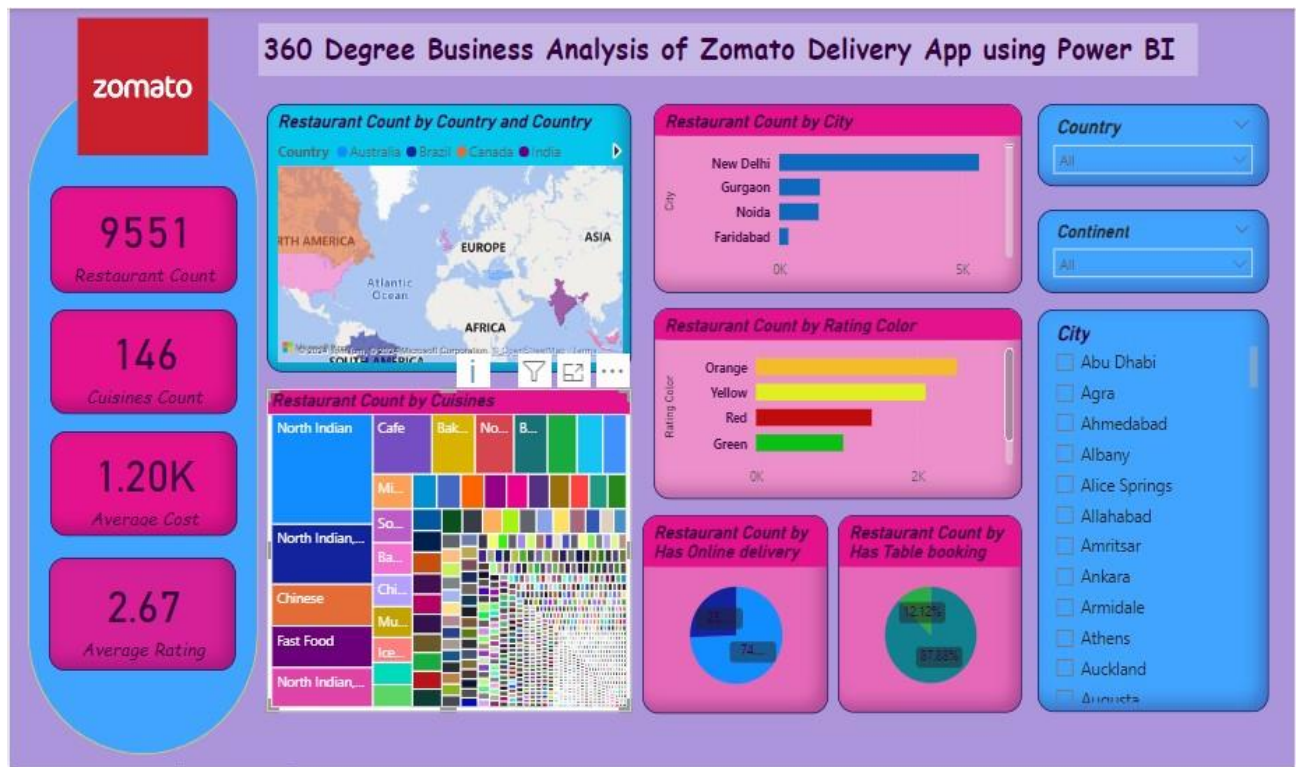 360 Degree Business Analysis of Zomato Delivery App using Power BI
zomato
9551
Restaurant Count
146
Cuisines Count
1.20K
Average Cost
2.67
Average Rating
Restaurant Count by Country and Country
Country Australia Brazil Canada India
RTH AMERICA
EUROPE
ASIA
Atlantic
Ocean
AFRICA
SOUTH AMERICA
Restaurant Count by Cuisines
North Indian
Cafe
Bak...
No...
B...
Mi...
North Indian,...
So...
Ba...
Chinese
Chi...
Mu...
Fast Food
Ice...
North Indian,...
Restaurant Count by City
City
New Delhi
Gurgaon
Noida
Faridabad
0K 5K
Restaurant Count by Rating Color
Rating Color
Orange
Yellow
Red
Green
0K 2K
Restaurant Count by
Has Online delivery
74....
Restaurant Count by
Has Table booking
12.12%
87.88%
Country
All
Continent
All
City
Abu Dhabi
Agra
Ahmedabad
Albany
Alice Springs
Allahabad
Amritsar
Ankara
Armidale
Athens
Auckland
Augusta